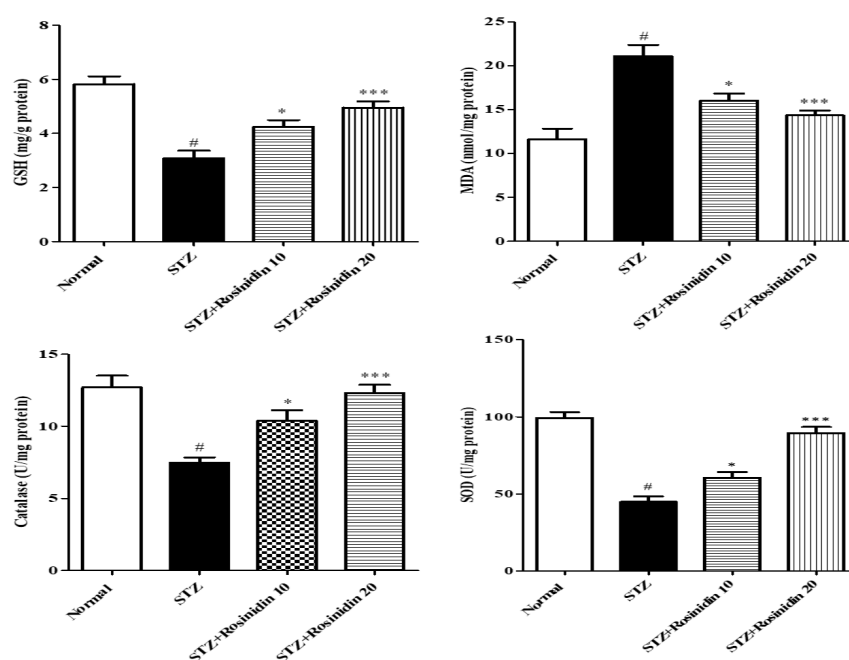 GSH (mg/g protein)
8
6
4
2
0
#
*
***
Normal
STZ
STZ+Rosinidin 10
STZ+Rosinidin 20
MDA (nmol/mg protein)
25
20
15
10
5
0
#
*
***
Normal
STZ
STZ+Rosinidin 10
STZ+Rosinidin 20
Catalase (U/mg protein)
15
10
5
0
#
*
***
Normal
STZ
STZ+Rosinidin 10
STZ+Rosinidin 20
SOD (U/mg protein)
150
100
50
0
#
*
***
Normal
STZ
STZ+Rosinidin 10
STZ+Rosinidin 20